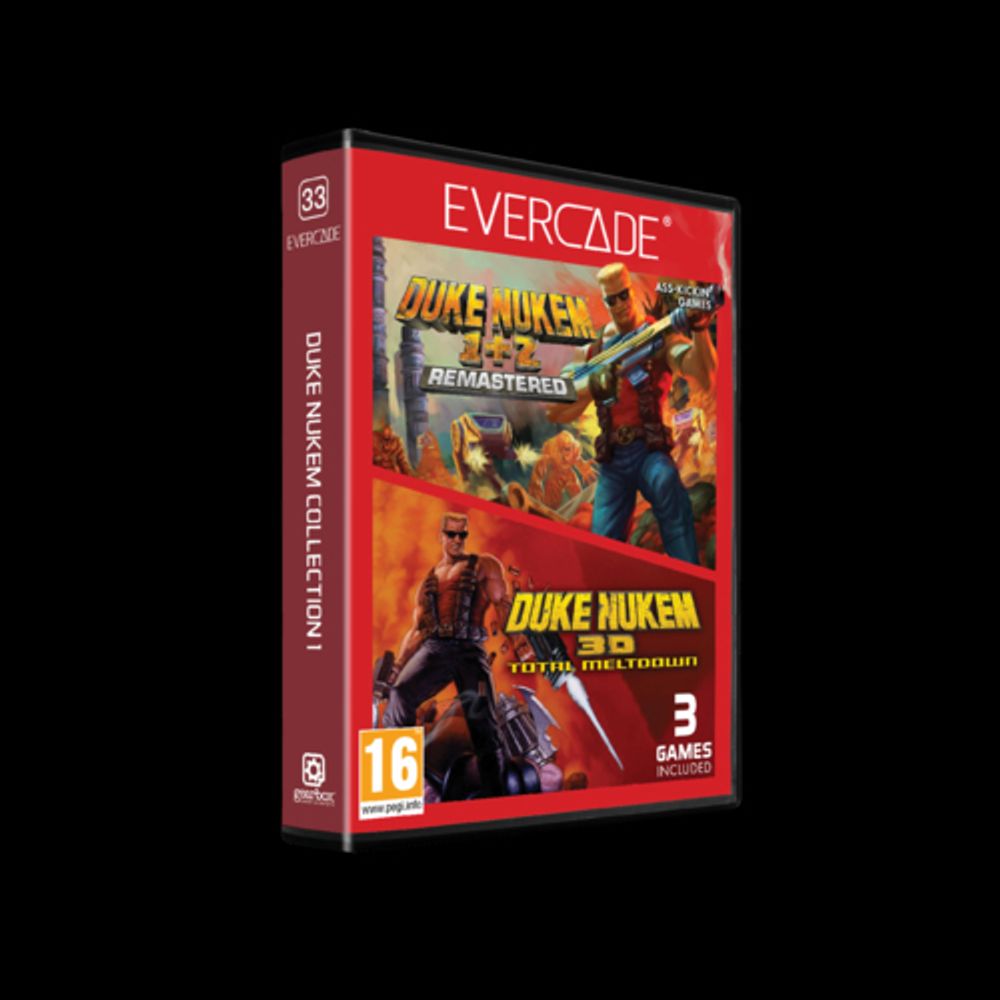 33
EVERCADE
DUKE NUKEM COLLECTION 1
gearbox
EVERCADE®
ASS-KICKIN'
GAMES
DUKE NUKEM
1+2
REMASTERED
DUKE NUKEM
3D
TOTAL MELTDOWN
3
GAMES
INCLUDED
16
www.pegi.info